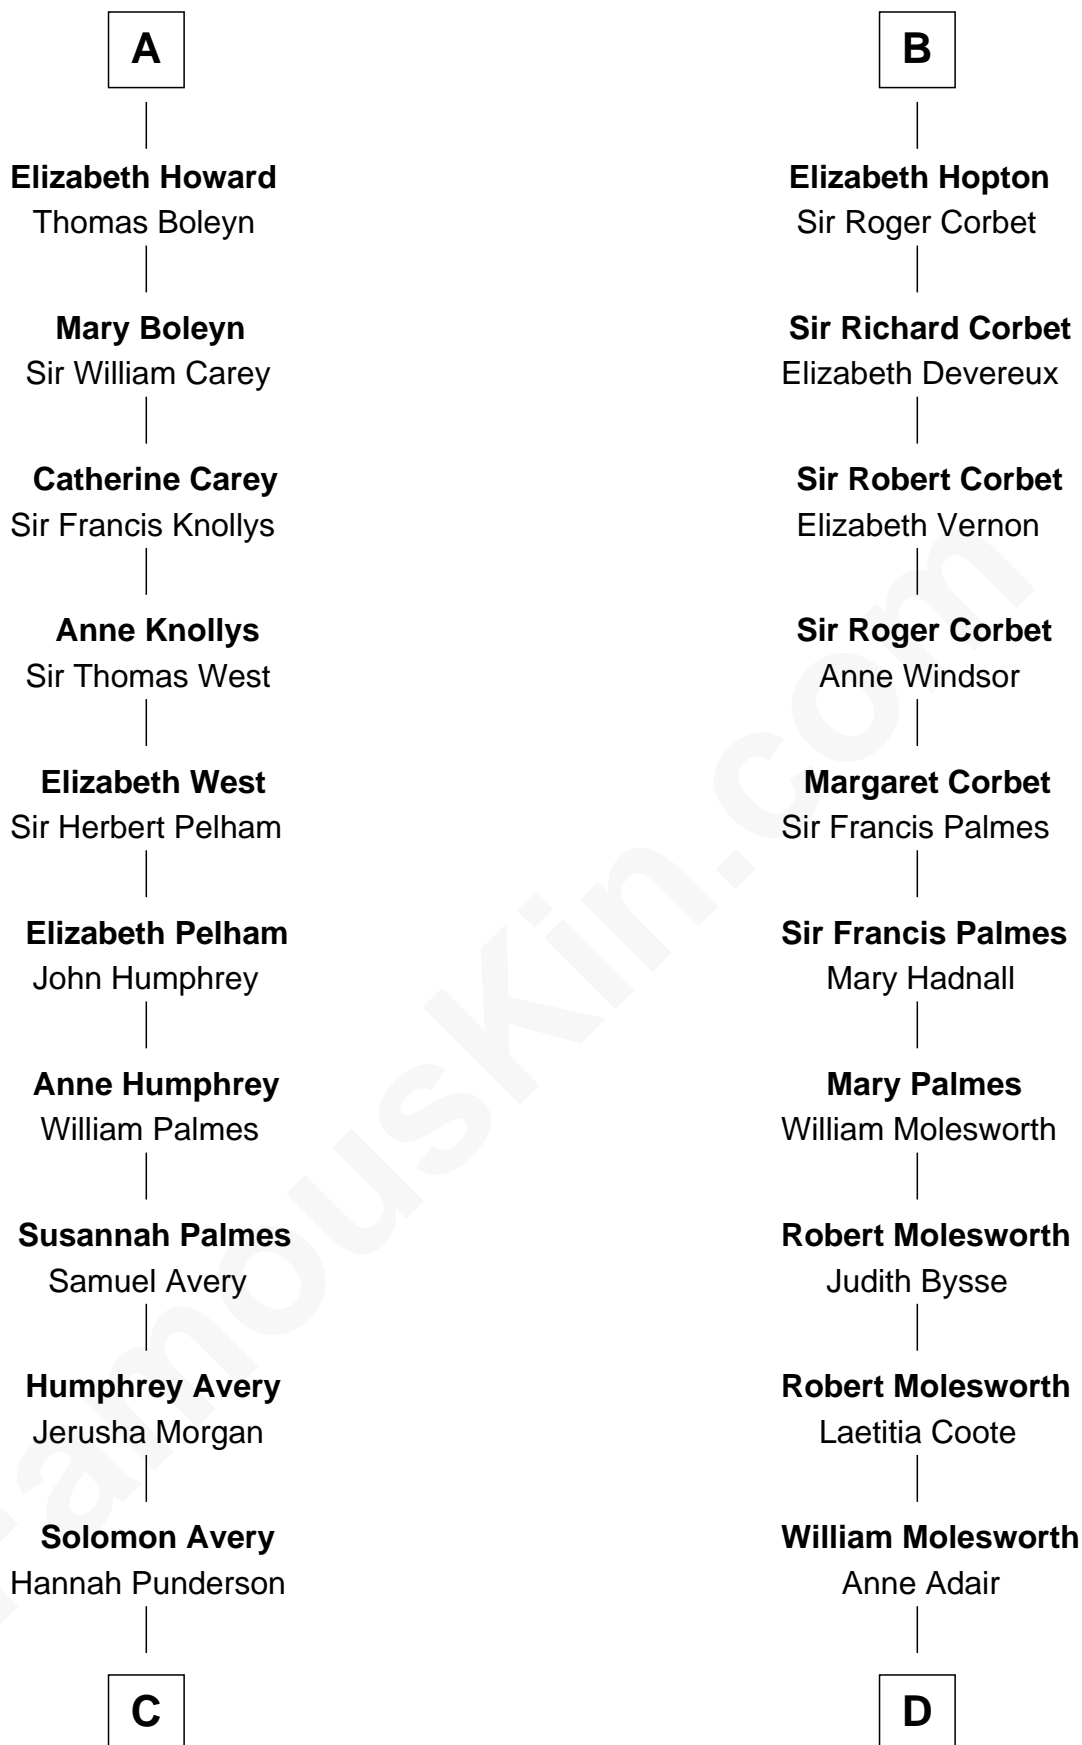 A
Elizabeth Howard
Thomas Boleyn
Mary Boleyn
Sir William Carey
Catherine Carey
Sir Francis Knollys
Anne Knollys
Sir Thomas West
Elizabeth West
Sir Herbert Pelham
Elizabeth Pelham
John Humphrey
Anne Humphrey
William Palmes
Susannah Palmes
Samuel Avery
Humphrey Avery
Jerusha Morgan
Solomon Avery
Hannah Punderson
C
B
Elizabeth Hopton
Sir Roger Corbet
Sir Richard Corbet
Elizabeth Devereux
Sir Robert Corbet
Elizabeth Vernon
Sir Roger Corbet
Anne Windsor
Margaret Corbet
Sir Francis Palmes
Sir Francis Palmes
Mary Hadnall
Mary Palmes
William Molesworth
Robert Molesworth
Judith Bysse
Robert Molesworth
Laetitia Coote
William Molesworth
Anne Adair
D
FamousKin.com